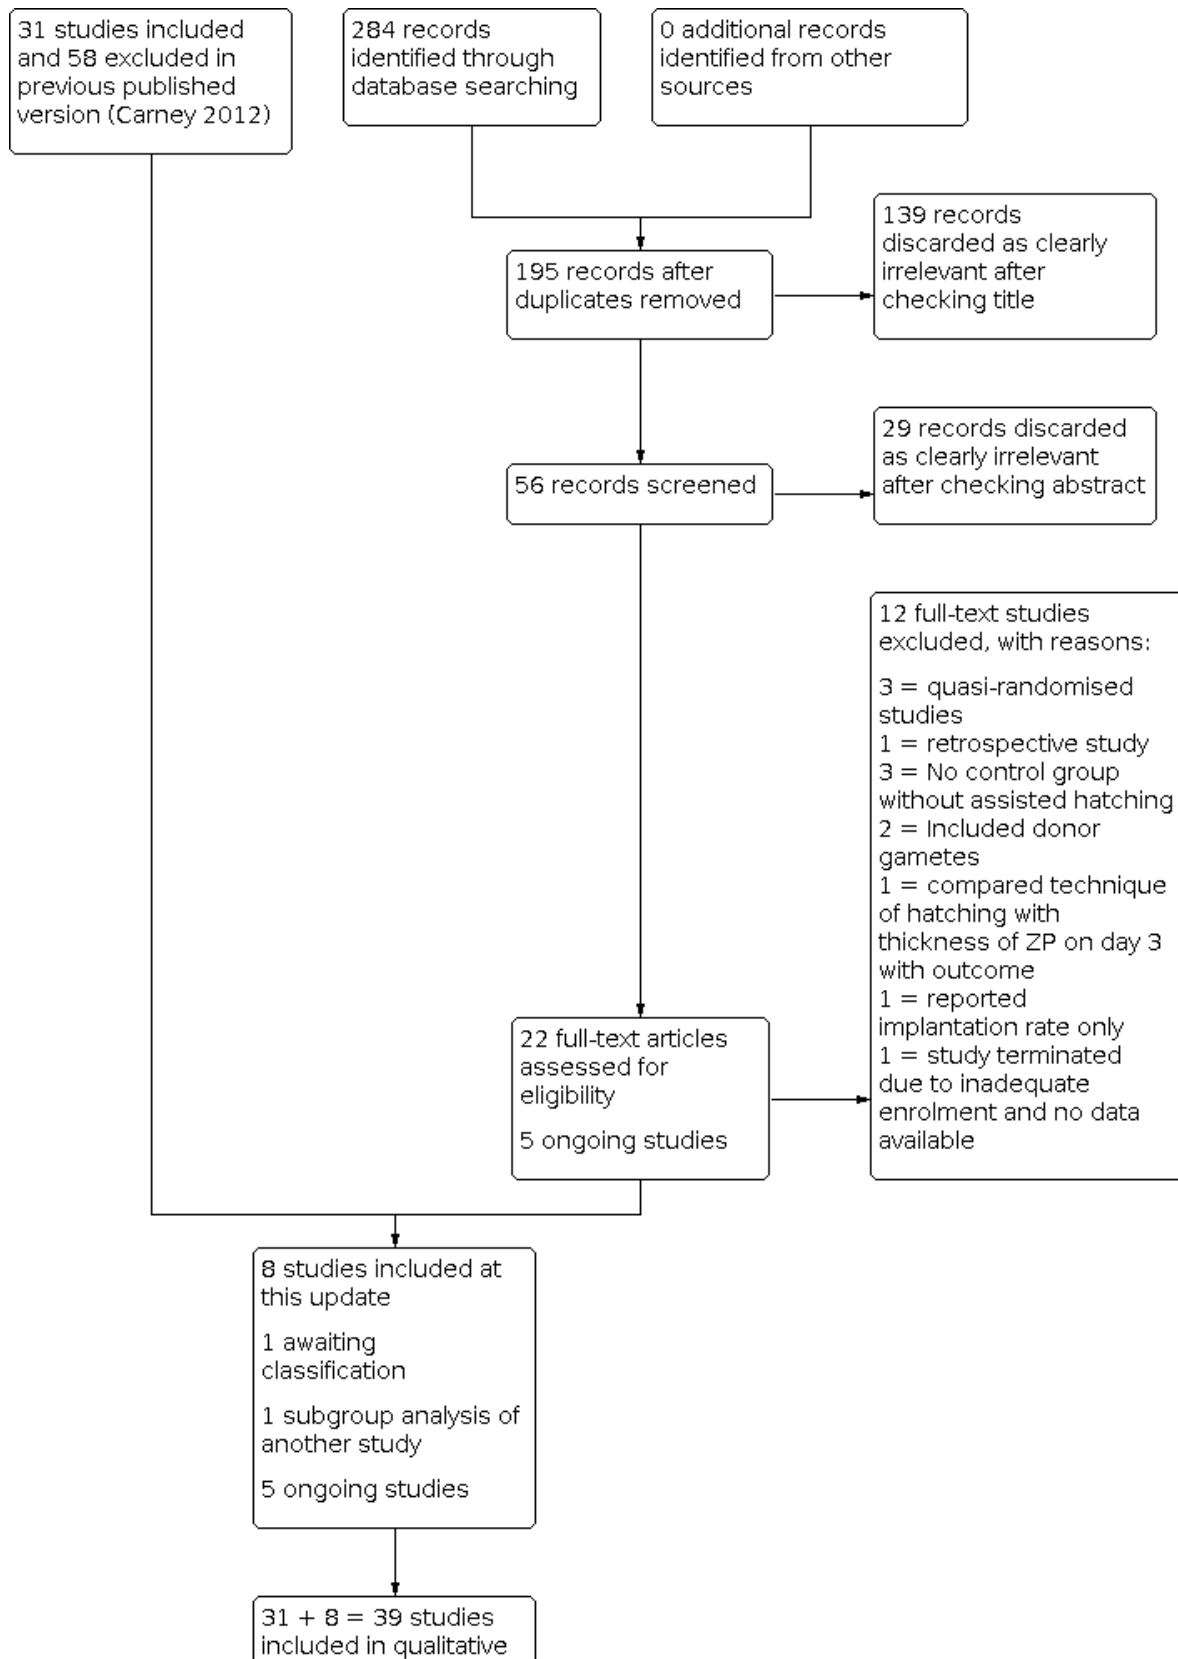 31 studies included
and 58 excluded in
previous published
version (Carney 2012)
284 records
identified through
database searching
0 additional records
identified from other
sources
195 records after
duplicates removed
139 records
discarded as clearly
irrelevant after
checking title
56 records screened
29 records discarded
as clearly irrelevant
after checking abstract
22 full-text articles
assessed for
eligibility
5 ongoing studies
12 full-text studies
excluded, with reasons:
3 = quasi-randomised
studies
1 = retrospective study
3 = No control group
without assisted hatching
2 = Included donor
gametes
1 = compared technique
of hatching with
thickness of ZP on day 3
with outcome
1 = reported
implantation rate only
1 = study terminated
due to inadequate
enrolment and no data
available
8 studies included at
this update
1 awaiting
classification
1 subgroup analysis of
another study
5 ongoing studies
31 + 8 = 39 studies
included in qualitative